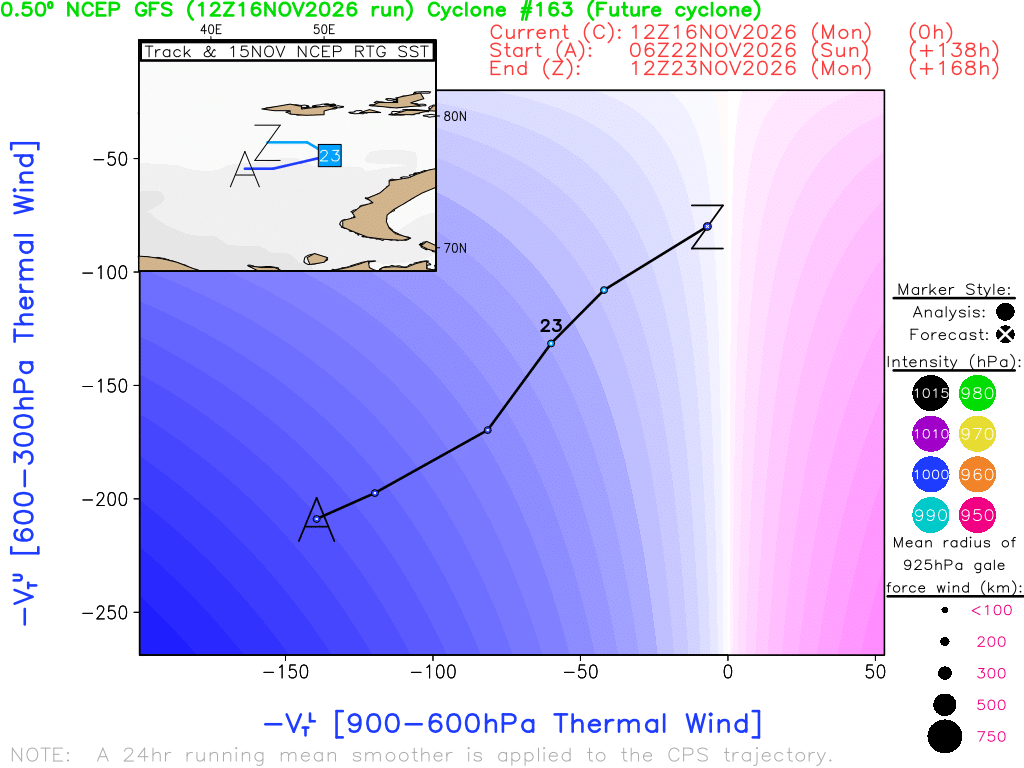 0.50° NCEP GFS (12Z16NOV2026 run) Cyclone #163 (Future cyclone)
Current (C): 12Z16NOV2026 (Mon) (0h)
Start (A): 06Z22NOV2026 (Sun) (+138h)
End (Z): 12Z23NOV2026 (Mon) (+168h)
40E 50E
Track & 15NOV NCEP RTG SST
80N
70N
A
Z
23
−50
−100
−150
−200
−250
−150 −100 −50 0 50
A
23
Z
−VTU [600−300hPa Thermal Wind]
−VTL [900−600hPa Thermal Wind]
Marker Style:
Analysis:
Forecast:
Intensity (hPa):
1015 980
1010 970
1000 960
990 950
Mean radius of
925hPa gale
force wind (km):
<100
200
300
500
750
NOTE: A 24hr running mean smoother is applied to the CPS trajectory.